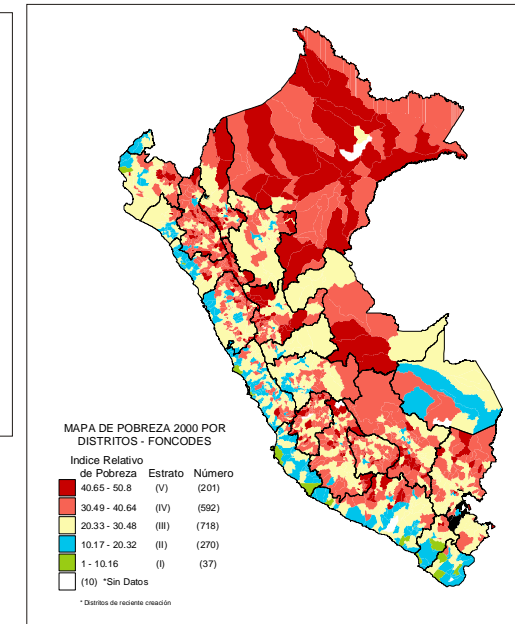 MAPA DE POBREZA 2000 POR
DISTRITOS - FONCODES
Indice Relativo
de Pobreza Estrato Número
40.65 - 50.8 (V) (201)
30.49 - 40.64 (IV) (592)
20.33 - 30.48 (III) (718)
10.17 - 20.32 (II) (270)
1 - 10.16 (I) (37)
(10) *Sin Datos
* Distritos de reciente creación